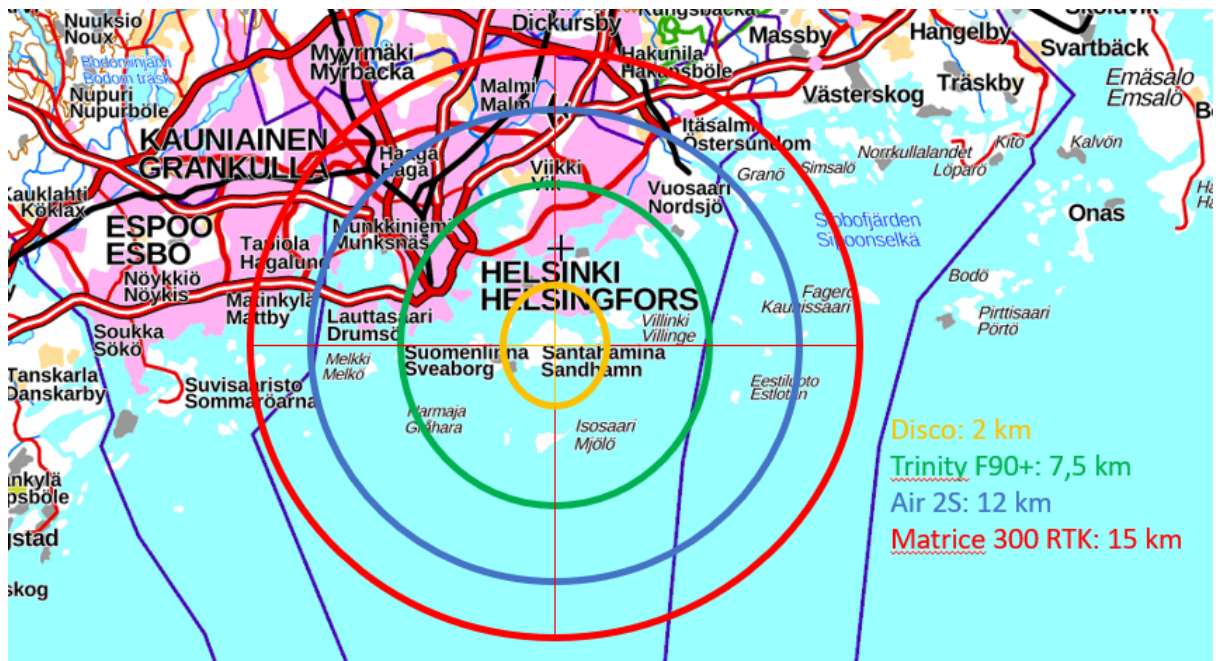 Nuuksio
Noux
Bodominjärvi
Bodom träsk
Nupuri
Nupurböle
KAUNIAINEN
GRANKULLA
Kauklahti
Köklax
ESPOO
ESBO
Nöykkiö
Nöykis
Soukka
Sökö
Tanskarla
Danskarby
Suvisaaristo
Sommaröarna
Dickursby
Myyrmäki
Myrbacka
Malmi
Malm
Hakunila
Håkansböle
Haaga
Haga
Viikki
Vik
Munkkiniemi
Munksnäs
Tapiola
Hagalund
Matinkylä
Mattby
Lauttasaari
Drumsö
HELSINKI
HELSINGFORS
Melkki
Melkö
Suomenlinna
Sveaborg
Santahamina
Sandhamn
Villinki
Villinge
Harmaja
Gråhara
Isosaari
Mjölö
Itäsalmi
Östersundom
Vuosaari
Nordsjö
Massby
Hangelby
Svartbäck
Västerskog
Träskby
Emäsalo
Emsalö
Granö
Simsalö
Norrkullalandet
Löparö
Kitö
Kalvön
Onas
Sipoonselkä
Bodö
Pirttisaari
Pörtö
Fagerö
Kaunissaari
Eestiluoto
Estlotan
Disco: 2 km
Trinity F90+: 7,5 km
Air 2S: 12 km
Matrice 300 RTK: 15 km